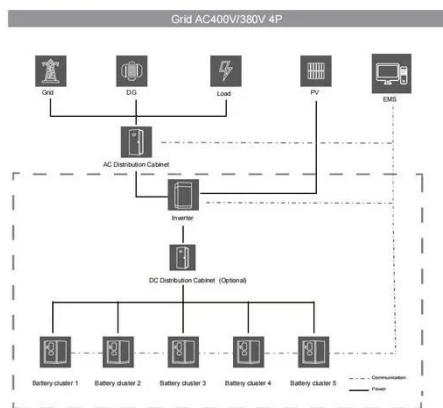 Grid AC400V/380V 4P
Grid
DG
Load
PV
EMS
AC Distribution Cabinet
Inverter
DC Distribution Cabinet (Optional)
Battery cluster 1
Battery cluster 2
Battery cluster 3
Battery cluster 4
Battery cluster 5
Communication
Power